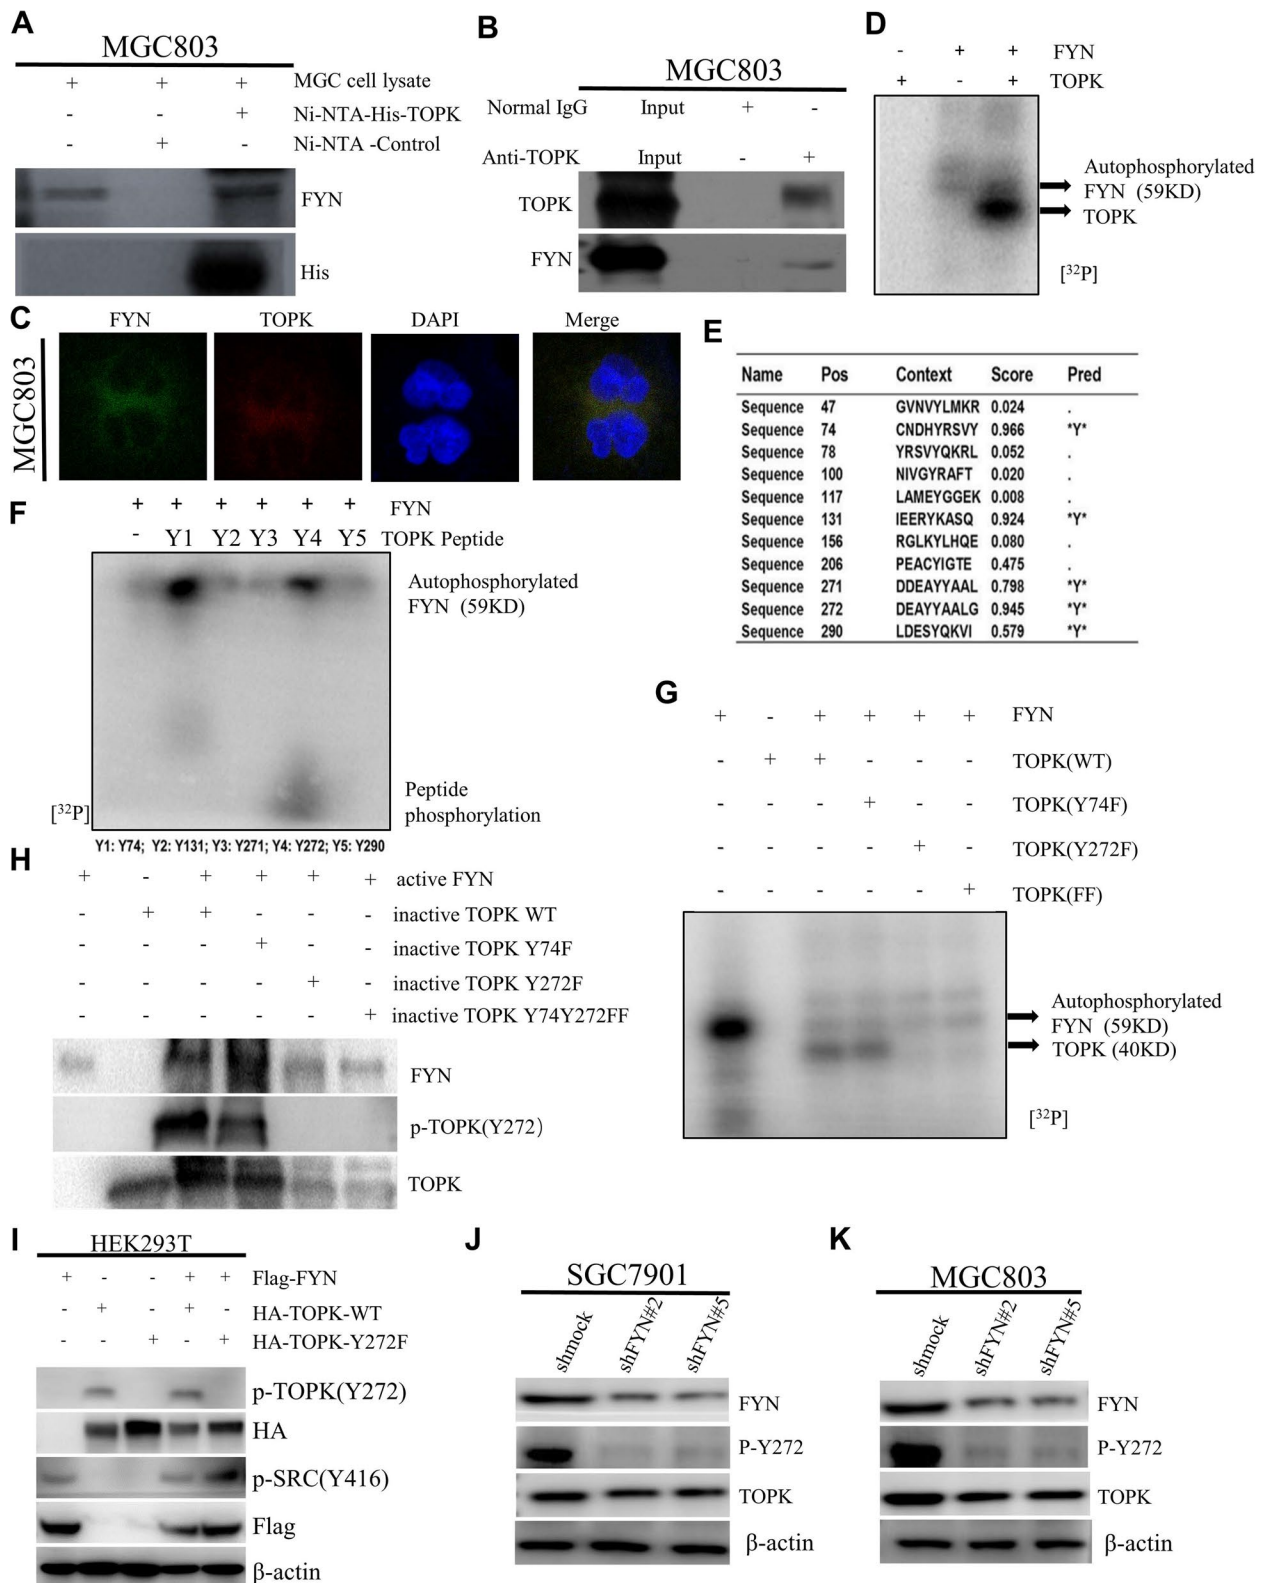 A
MGC803
+ + + MGC cell lysate
- - + Ni-NTA-His-TOPK
- + - Ni-NTA -Control
FYN
His
B
MGC803
Normal IgG Input + -
Anti-TOPK Input - +
TOPK
FYN
D
- + + FYN
+ - + TOPK
Autophosphorylated
FYN (59KD)
TOPK
[³²P]
C
FYN TOPK DAPI Merge
MGC803
E
Name Pos Context Score Pred
Sequence 47 GVNVYLMKR 0.024 .
Sequence 74 CNDHYRSVY 0.966 *Y*
Sequence 78 YRSVYQKRL 0.052 .
Sequence 100 NIVGYRAFT 0.020 .
Sequence 117 LAMEYGGEK 0.008 .
Sequence 131 IEERYKASQ 0.924 *Y*
Sequence 156 RGLKYLHQE 0.080 .
Sequence 206 PEACYIGTE 0.475 .
Sequence 271 DDEAYYAAL 0.798 *Y*
Sequence 272 DEAYYAALG 0.945 *Y*
Sequence 290 LDESYQKVI 0.579 *Y*
F
+ + + + + + FYN
- Y1 Y2 Y3 Y4 Y5 TOPK Peptide
Autophosphorylated
FYN (59KD)
Peptide
phosphorylation
[³²P]
Y1: Y74; Y2: Y131; Y3: Y271; Y4: Y272; Y5: Y290
G
+ - + + + + FYN
- + + - - - TOPK(WT)
- - - + - - TOPK(Y74F)
- - - - + - TOPK(Y272F)
- - - - - + TOPK(FF)
Autophosphorylated
FYN (59KD)
TOPK (40KD)
[³²P]
H
+ - + + + + active FYN
- + + - - - inactive TOPK WT
- - - + - - inactive TOPK Y74F
- - - - + - inactive TOPK Y272F
- - - - - + inactive TOPK Y74Y272FF
FYN
p-TOPK(Y272)
TOPK
I
HEK293T
+ - - + + Flag-FYN
- + - + - HA-TOPK-WT
- - + - + HA-TOPK-Y272F
p-TOPK(Y272)
HA
p-SRC(Y416)
Flag
β-actin
J
SGC7901
shmock shFYN#2 shFYN#5
FYN
P-Y272
TOPK
β-actin
K
MGC803
shmock shFYN#2 shFYN#5
FYN
P-Y272
TOPK
β-actin